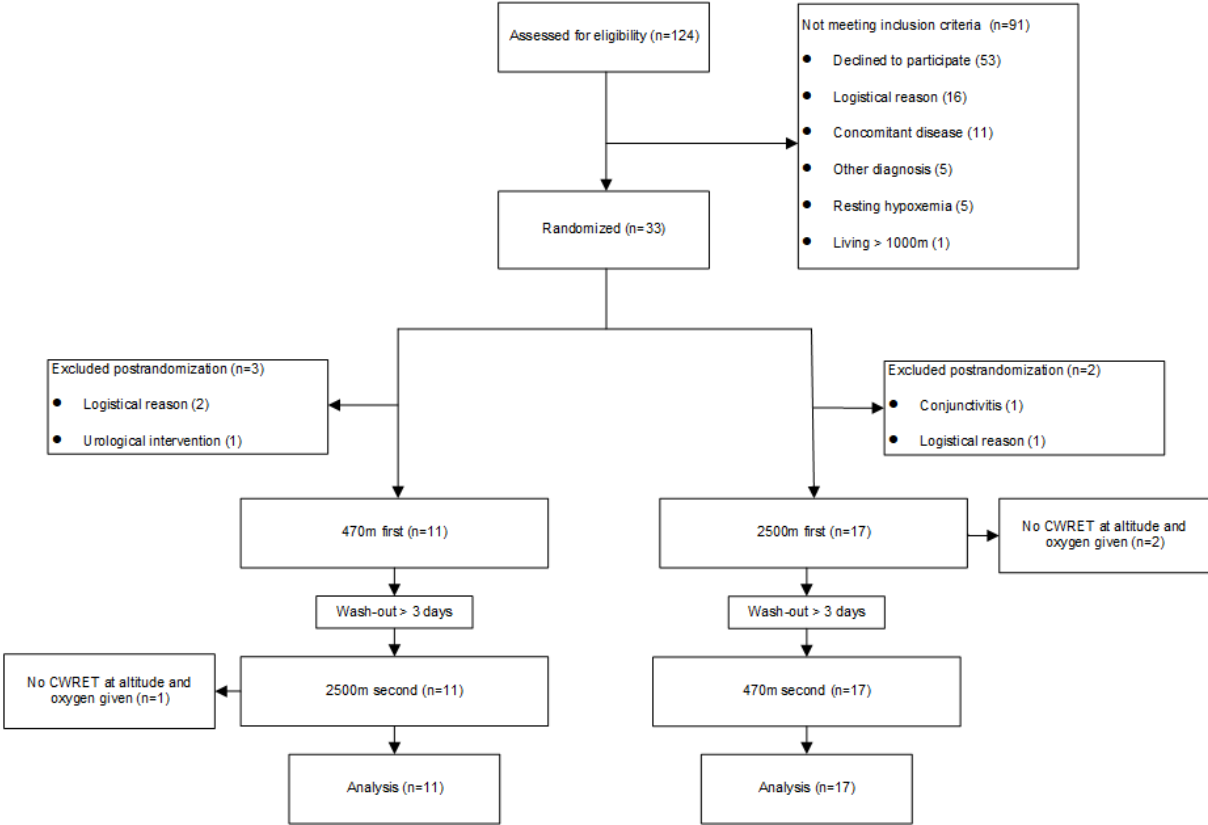 Assessed for eligibility (n=124)
Not meeting inclusion criteria (n=91)
● Declined to participate (53)
● Logistical reason (16)
● Concomitant disease (11)
● Other diagnosis (5)
● Resting hypoxemia (5)
● Living > 1000m (1)
Randomized (n=33)
Excluded postrandomization (n=3)
● Logistical reason (2)
● Urological intervention (1)
Excluded postrandomization (n=2)
● Conjunctivitis (1)
● Logistical reason (1)
470m first (n=11)
2500m first (n=17)
No CWRET at altitude and
oxygen given (n=2)
Wash-out > 3 days
Wash-out > 3 days
No CWRET at altitude and
oxygen given (n=1)
2500m second (n=11)
470m second (n=17)
Analysis (n=11)
Analysis (n=17)